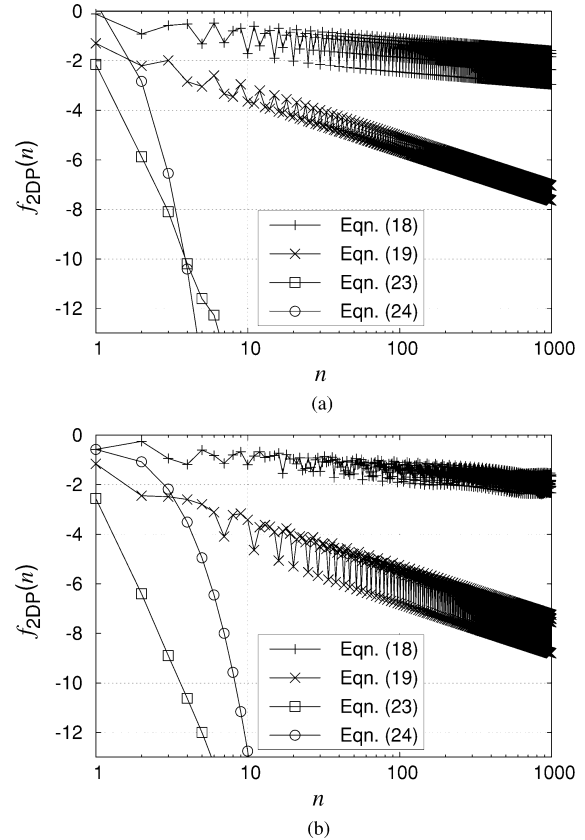 0
-2
-4
-6
-8
-10
-12
f2DP(n)
Eqn. (18)
Eqn. (19)
Eqn. (23)
Eqn. (24)
1 10 100 1000
n
(a)
0
-2
-4
-6
-8
-10
-12
f2DP(n)
Eqn. (18)
Eqn. (19)
Eqn. (23)
Eqn. (24)
1 10 100 1000
n
(b)